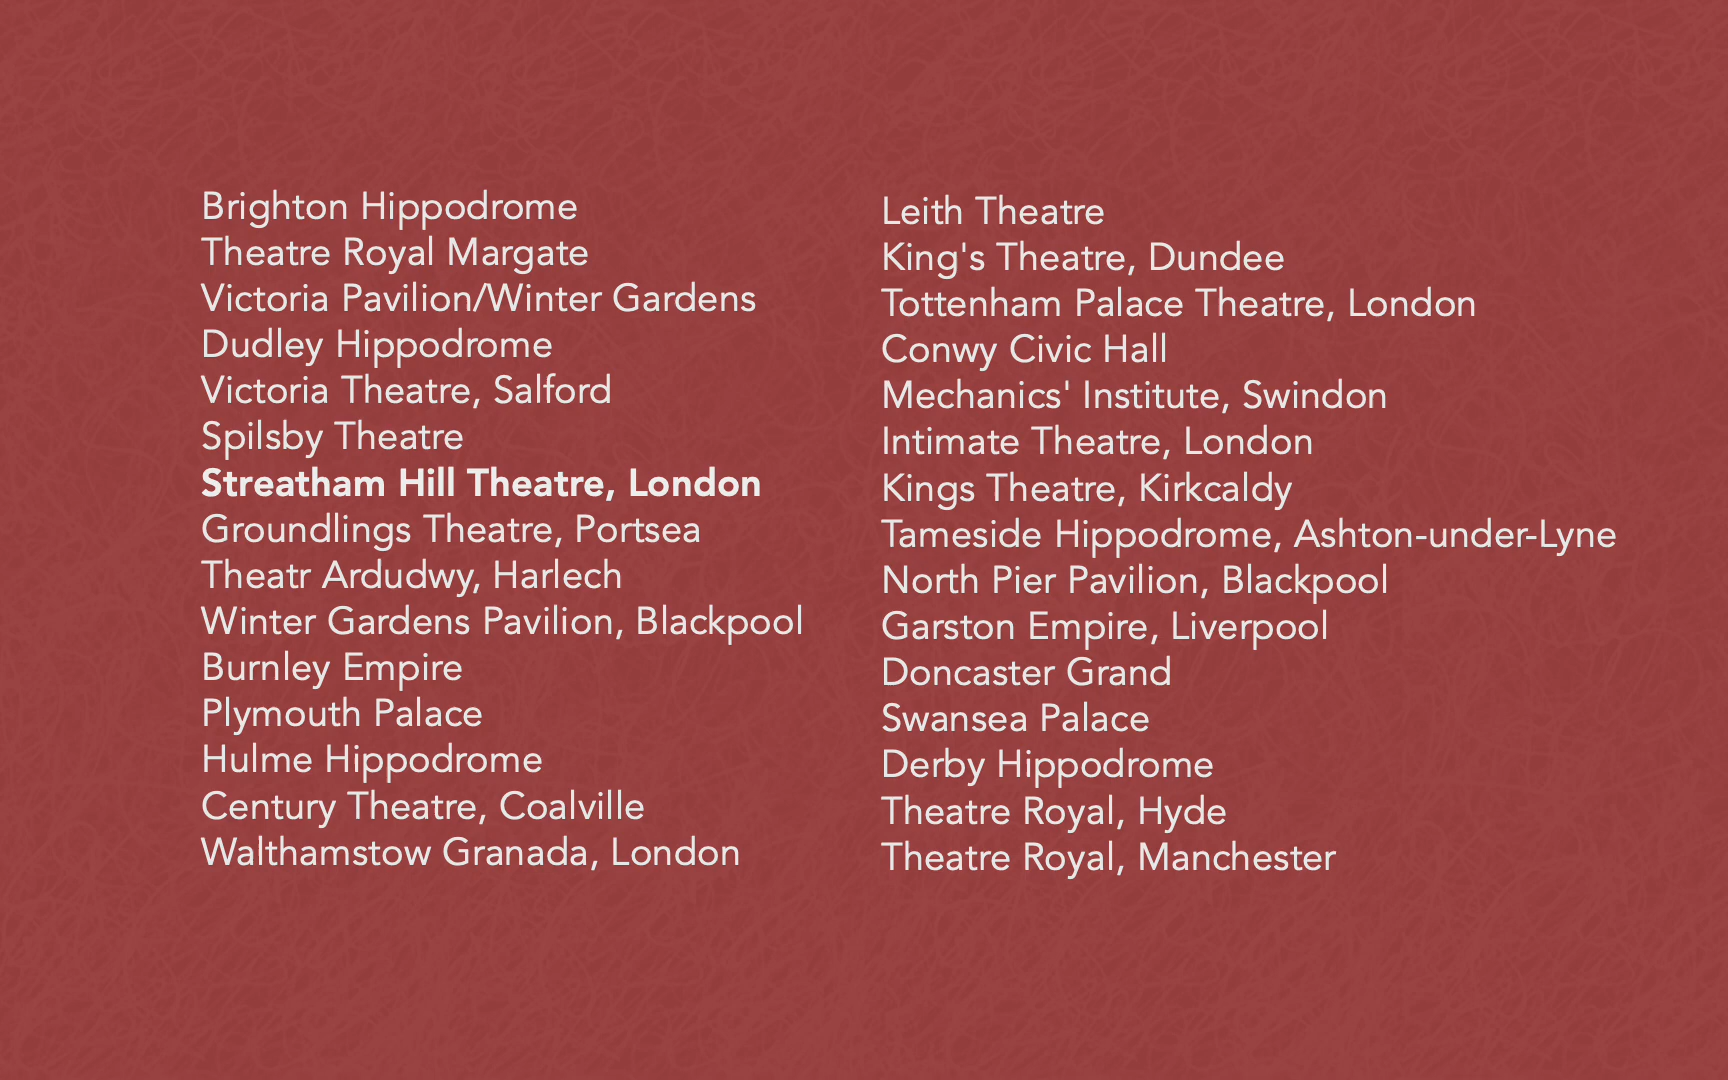 Brighton Hippodrome
Theatre Royal Margate
Victoria Pavilion/Winter Gardens
Dudley Hippodrome
Victoria Theatre, Salford
Spilsby Theatre
Streatham Hill Theatre, London
Groundlings Theatre, Portsea
Theatr Ardudwy, Harlech
Winter Gardens Pavilion, Blackpool
Burnley Empire
Plymouth Palace
Hulme Hippodrome
Century Theatre, Coalville
Walthamstow Granada, London
Leith Theatre
King's Theatre, Dundee
Tottenham Palace Theatre, London
Conwy Civic Hall
Mechanics' Institute, Swindon
Intimate Theatre, London
Kings Theatre, Kirkcaldy
Tameside Hippodrome, Ashton-under-Lyne
North Pier Pavilion, Blackpool
Garston Empire, Liverpool
Doncaster Grand
Swansea Palace
Derby Hippodrome
Theatre Royal, Hyde
Theatre Royal, Manchester